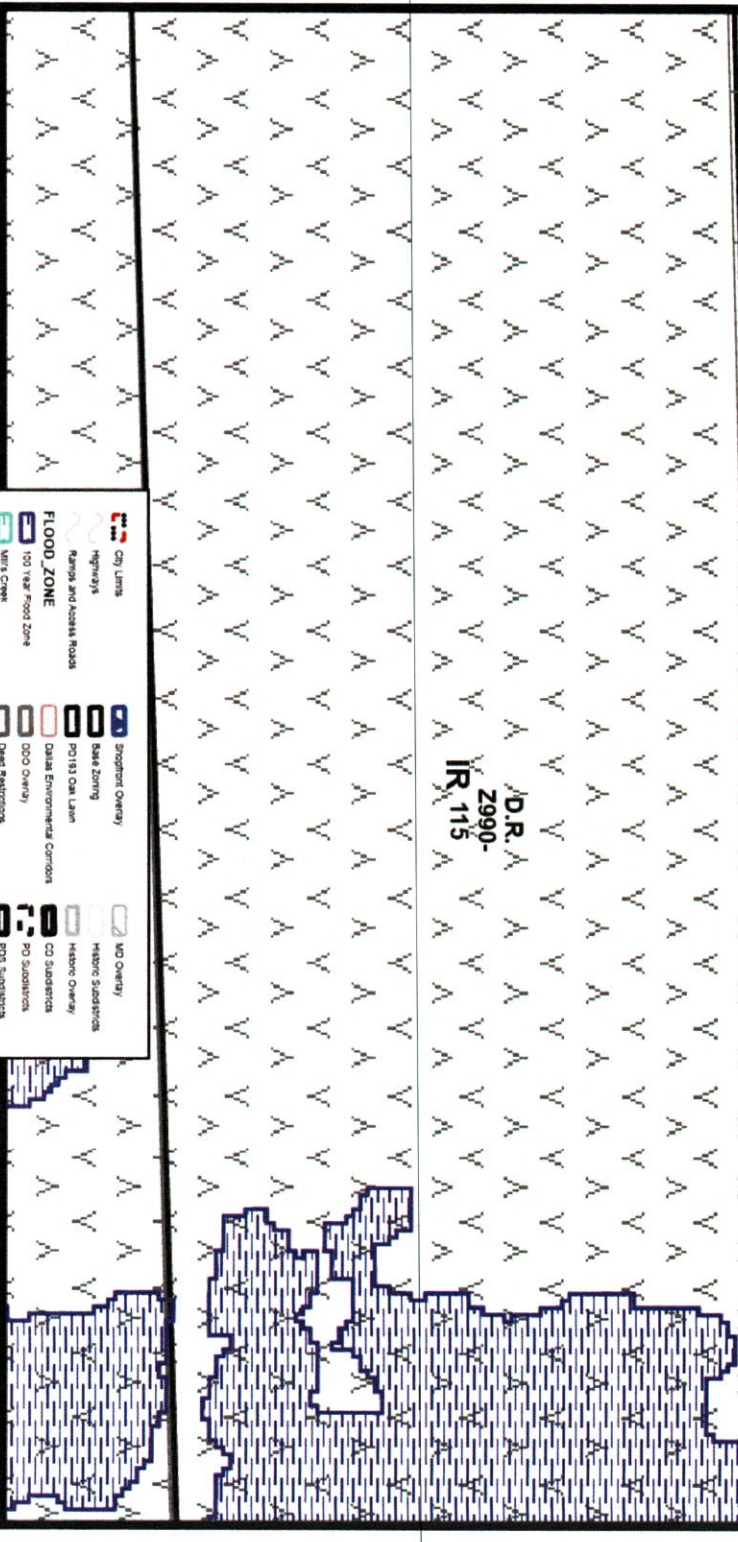 D.R.
Z990-
IR 115
City Limits
Highways
Ramps and Access Roads
FLOOD_ZONE
100 Year Flood Zone
Mill's Creek
Shopfront Overlay
Base Zoning
PD193 Oak Lawn
Dallas Environmental Corridors
DDO Overlay
Deed Restrictions
MD Overlay
Historic Subdistricts
Historic Overlay
CD Subdistricts
PD Subdistricts
PDS Subdistricts